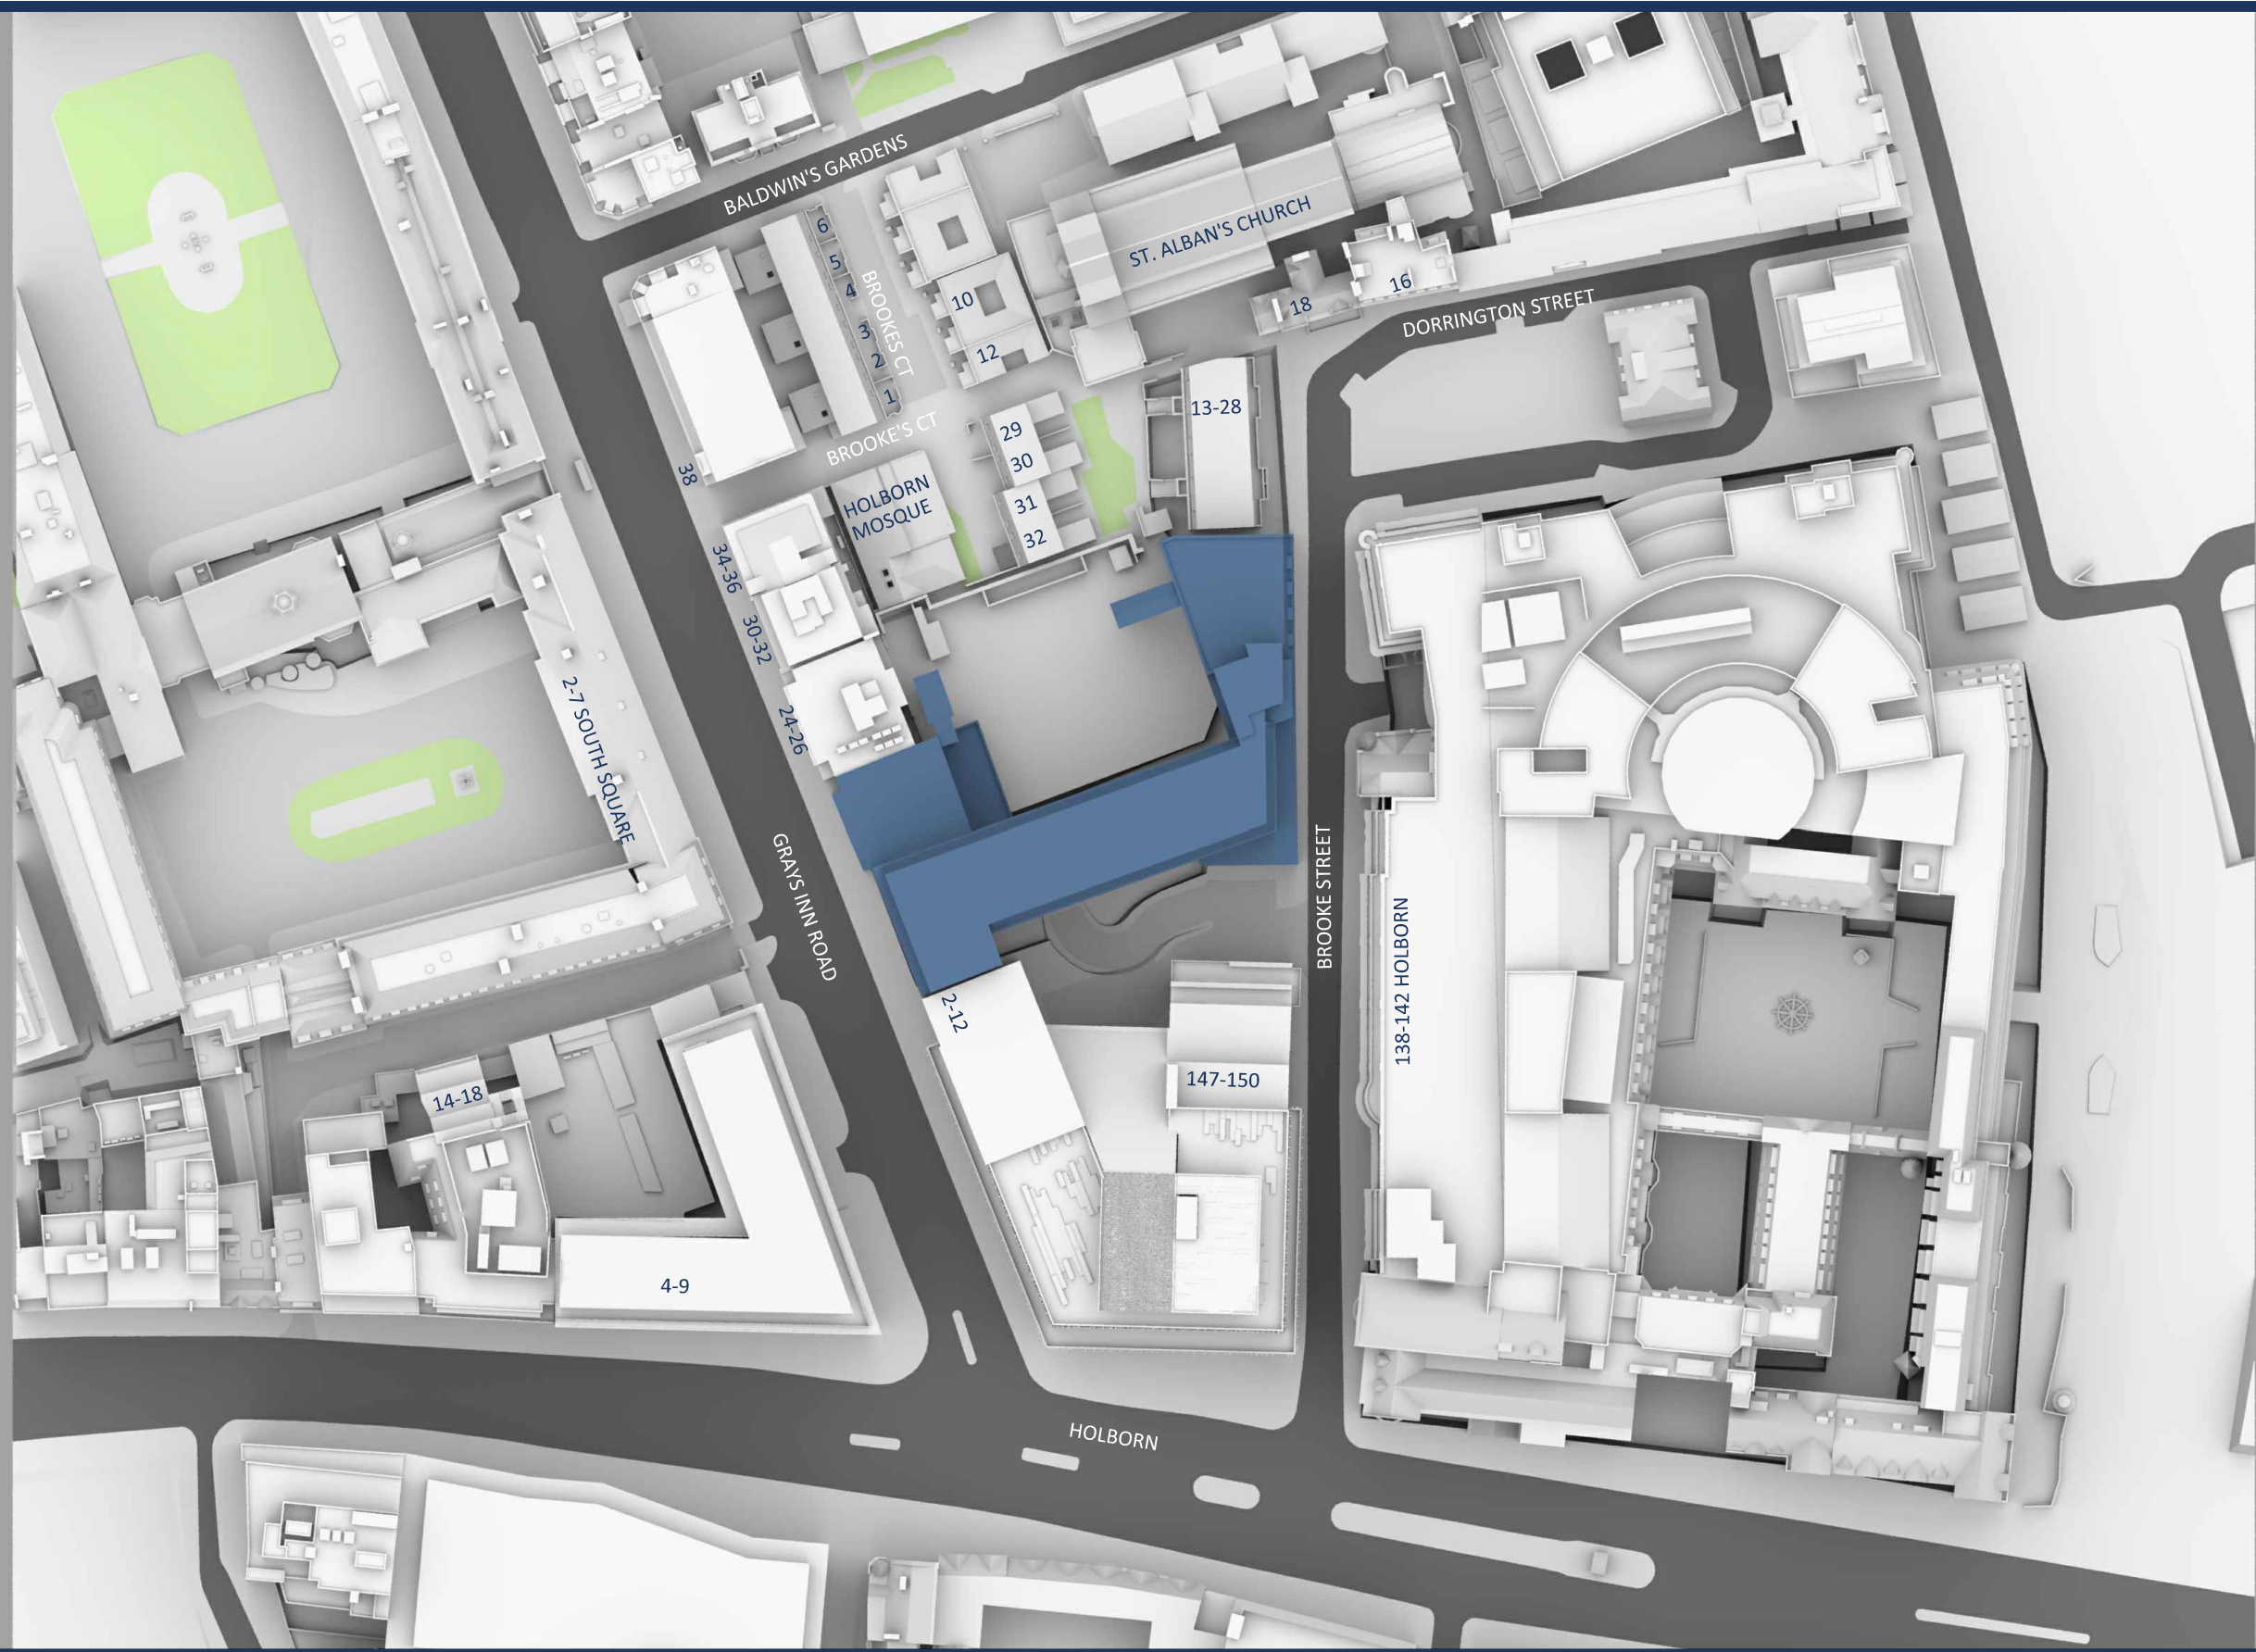 BALDWIN'S GARDENS
6
5
4
3
2
1
BROOKES CT
10
12
ST. ALBAN'S CHURCH
18
16
DORRINGTON STREET
13-28
29
30
31
32
BROOKE'S CT
HOLBORN
MOSQUE
38
34-36
30-32
24-26
2-7 SOUTH SQUARE
GRAYS INN ROAD
BROOKE STREET
138-142 HOLBORN
2-12
147-150
14-18
4-9
HOLBORN